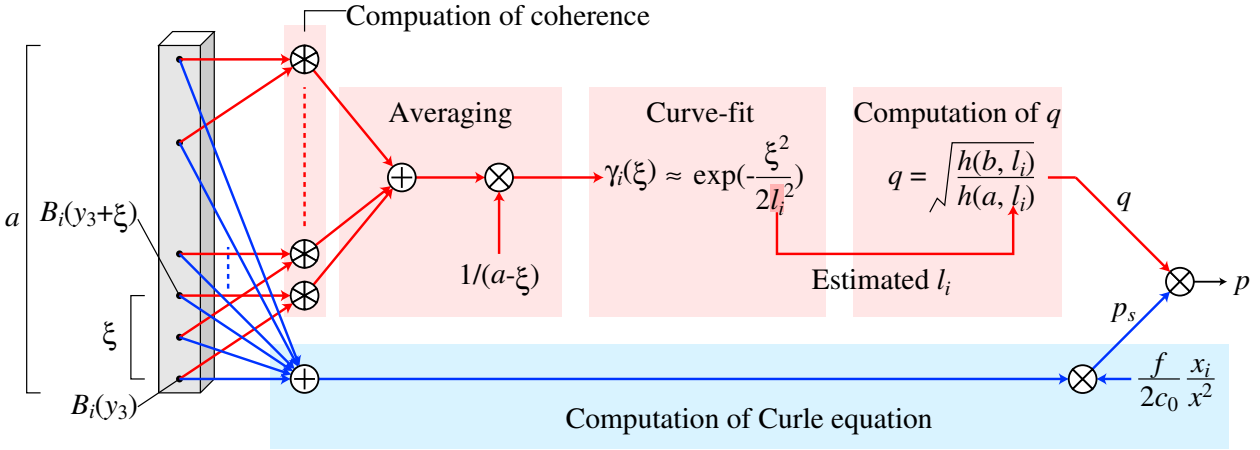 Compuation of coherence
Averaging
Curve-fit
Computation of q
a
B_i(y_3+ξ)
ξ
B_i(y_3)
γ_i(ξ) ≈ exp(-ξ^2/2l_i^2)
q = √(h(b, l_i)/h(a, l_i))
q
1/(a-ξ)
Estimated l_i
p
p_s
f/2c_0 x_i/x^2
Computation of Curle equation